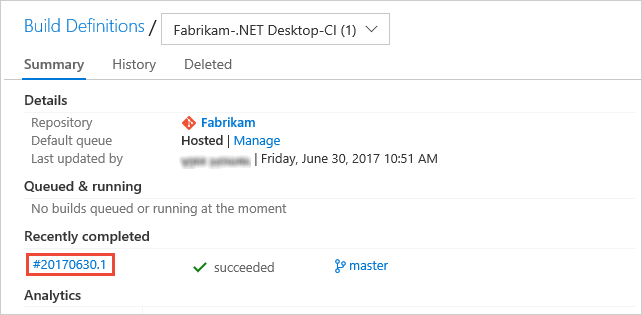 Build Definitions / Fabrikam-.NET Desktop-CI (1)
Summary History Deleted
Details
Repository Fabrikam
Default queue Hosted | Manage
Last updated by | Friday, June 30, 2017 10:51 AM
Queued & running
No builds queued or running at the moment
Recently completed
#20170630.1 succeeded master
Analytics